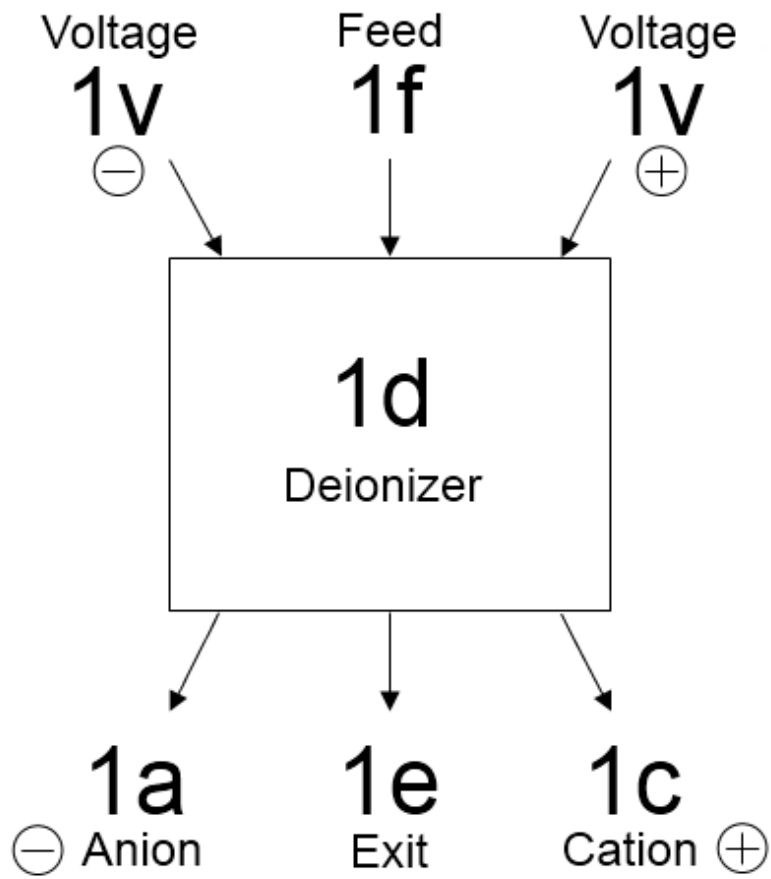 Voltage Feed Voltage
1v 1f 1v
− +
1d
Deionizer
1a 1e 1c
− Anion Exit Cation +